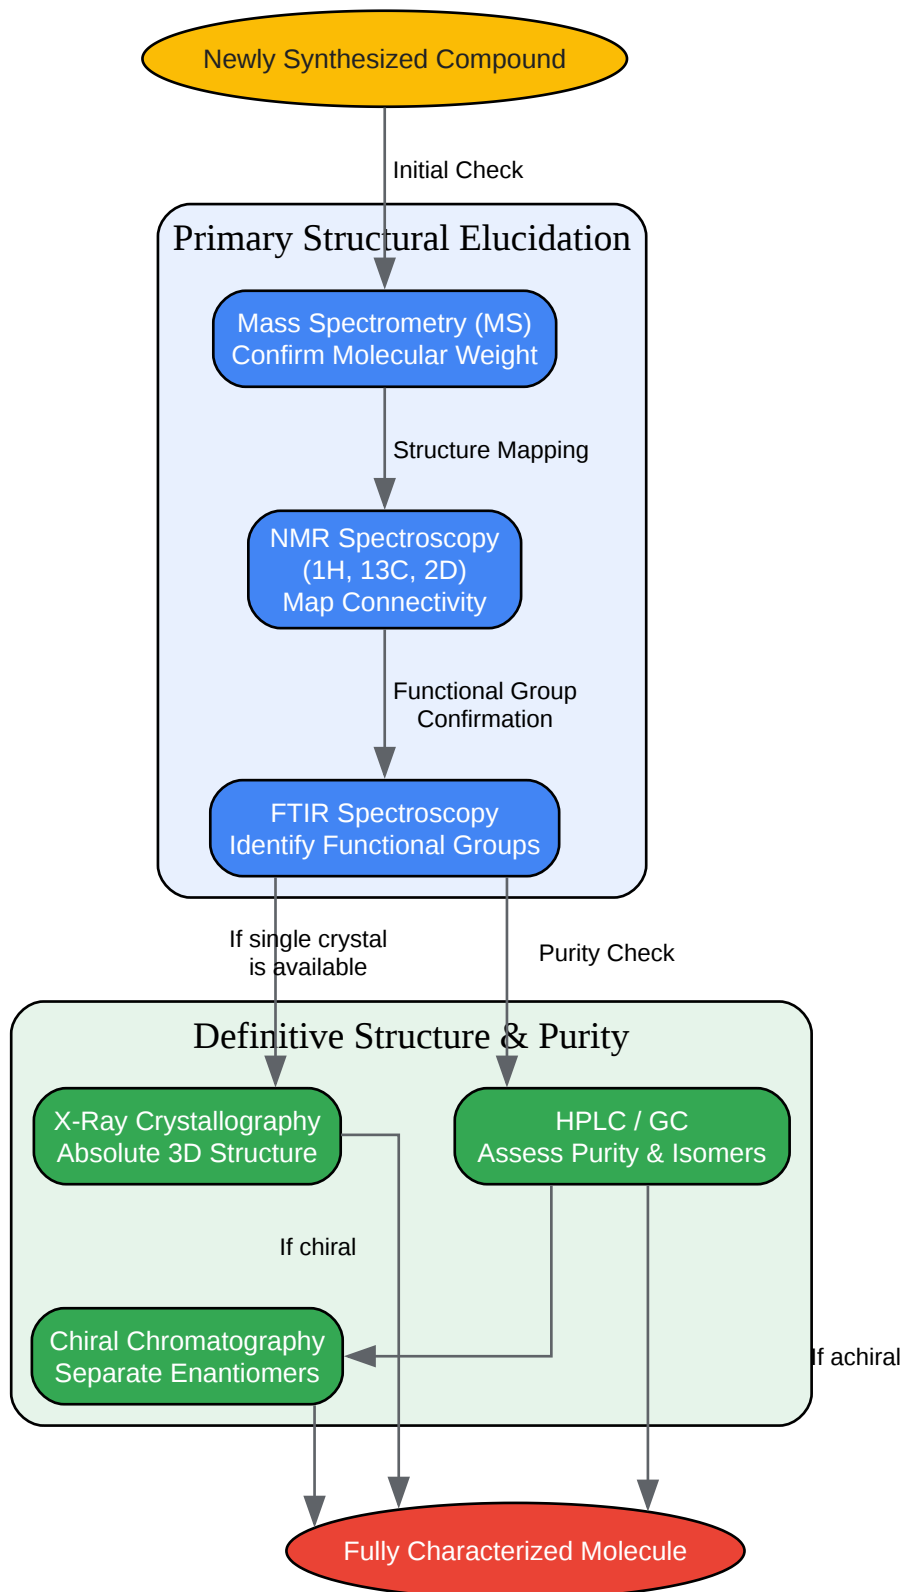 Newly Synthesized Compound
Initial Check
Primary Structural Elucidation
Mass Spectrometry (MS)
Confirm Molecular Weight
Structure Mapping
NMR Spectroscopy
(1H, 13C, 2D)
Map Connectivity
Functional Group
Confirmation
FTIR Spectroscopy
Identify Functional Groups
If single crystal
is available
Purity Check
Definitive Structure & Purity
X-Ray Crystallography
Absolute 3D Structure
HPLC / GC
Assess Purity & Isomers
If chiral
Chiral Chromatography
Separate Enantiomers
If achiral
Fully Characterized Molecule